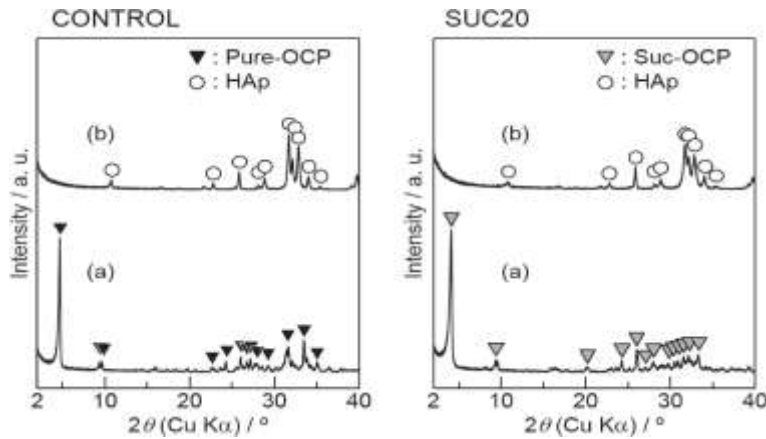 CONTROL
▼ : Pure-OCP
○ : HAp
(b)
(a)
Intensity / a. u.
2 10 20 30 40
2θ (Cu Kα) / °
SUC20
▼ : Suc-OCP
○ : HAp
(b)
(a)
Intensity / a. u.
2 10 20 30 40
2θ (Cu Kα) / °